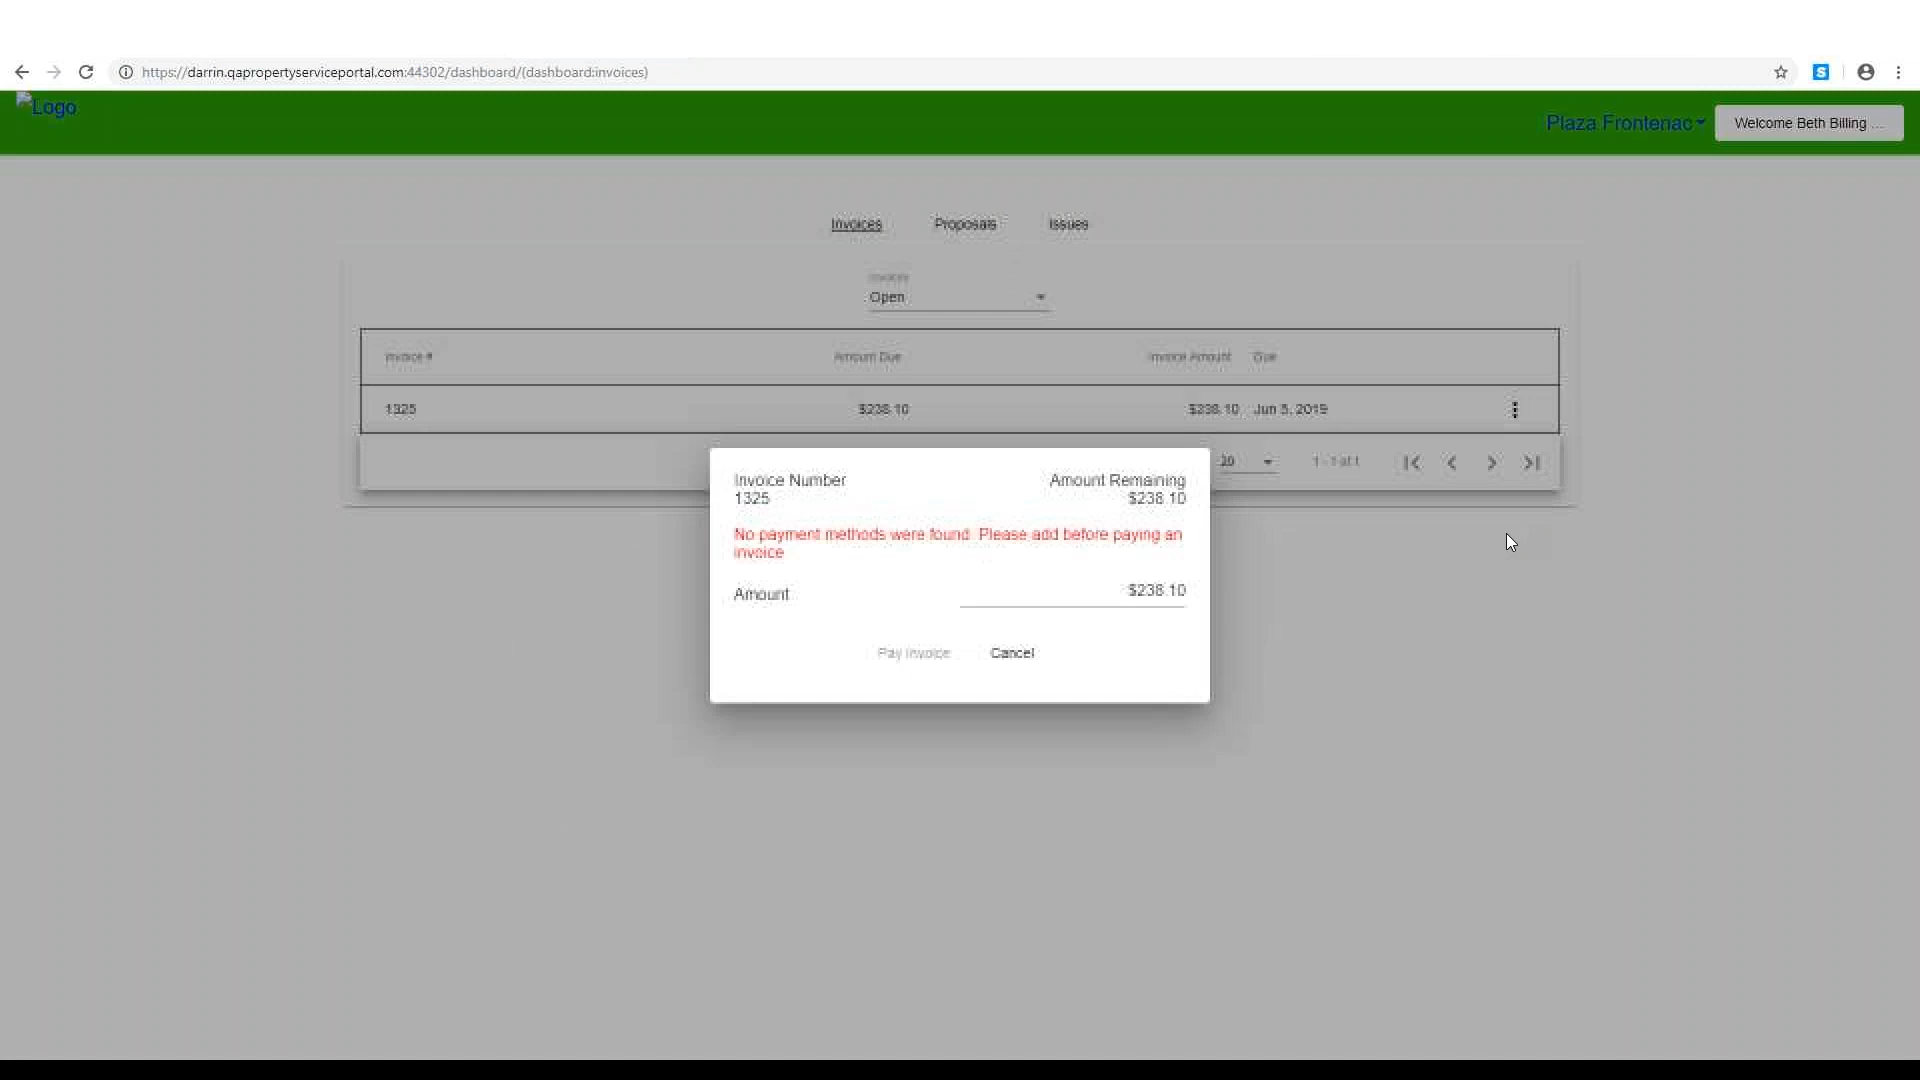 https://darrin.qapropertyserviceportal.com:44302/dashboard/(dashboard:invoices)
Logo
Plaza Frontenac
Welcome Beth Billing ...
Invoices Proposals Issues
Invoices
Open
Invoice # Amount Due Invoice Amount Due
1325 $238.10 $238.10 Jun 5, 2019
20 1 - 1 of 1
Invoice Number Amount Remaining
1325 $238.10
No payment methods were found. Please add before paying an
invoice
Amount $238.10
Pay Invoice Cancel